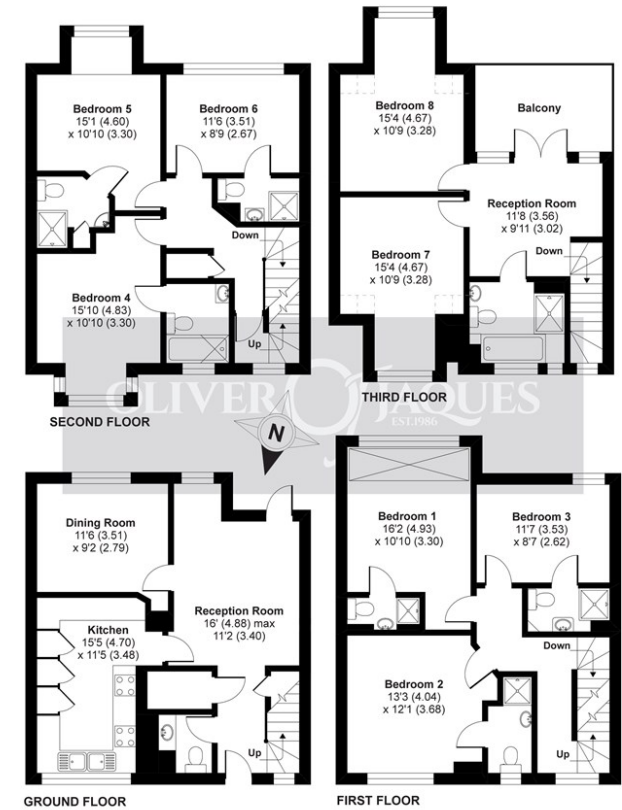 Bedroom 5
15'1 (4.60)
x 10'10 (3.30)
Bedroom 6
11'6 (3.51)
x 8'9 (2.67)
Down
Bedroom 4
15'10 (4.83)
x 10'10 (3.30)
Up
SECOND FLOOR
Bedroom 8
15'4 (4.67)
x 10'9 (3.28)
Balcony
Reception Room
11'8 (3.56)
x 9'11 (3.02)
Down
Bedroom 7
15'4 (4.67)
x 10'9 (3.28)
THIRD FLOOR
OLIVER JAQUES
EST.1986
N
Dining Room
11'6 (3.51)
x 9'2 (2.79)
Reception Room
16' (4.88) max
11'2 (3.40)
Kitchen
15'5 (4.70)
x 11'5 (3.48)
Up
GROUND FLOOR
Bedroom 1
16'2 (4.93)
x 10'10 (3.30)
Bedroom 3
11'7 (3.53)
x 8'7 (2.62)
Down
Bedroom 2
13'3 (4.04)
x 12'1 (3.68)
Up
FIRST FLOOR